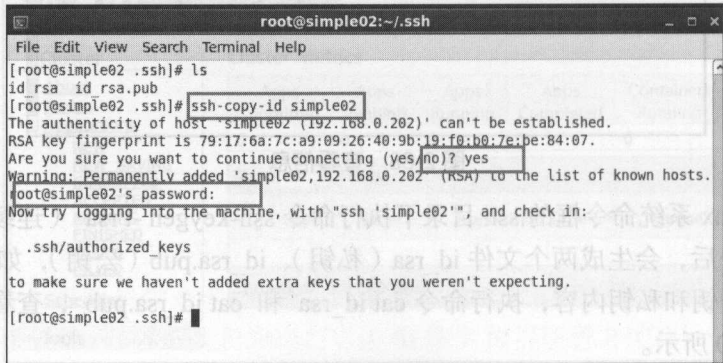 root@simple02:~/.ssh
File Edit View Search Terminal Help
[root@simple02 .ssh]# ls
id_rsa id_rsa.pub
[root@simple02 .ssh]# ssh-copy-id simple02
The authenticity of host 'simple02 (192.168.0.202)' can't be established.
RSA key fingerprint is 79:17:6a:7c:a9:09:26:40:9b:19:f0:b0:7e:be:84:07.
Are you sure you want to continue connecting (yes/no)? yes
Warning: Permanently added 'simple02,192.168.0.202' (RSA) to the list of known hosts.
root@simple02's password:
Now try logging into the machine, with "ssh 'simple02'", and check in:
.ssh/authorized keys
to make sure we haven't added extra keys that you weren't expecting.
[root@simple02 .ssh]#